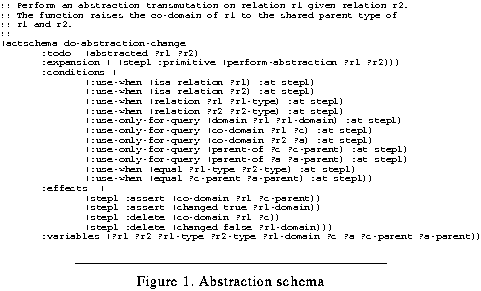 !! Perform an abstraction transmutation on relation r1 given relation r2.
!! The function raises the co-domain of r1 to the shared parent type of
!! r1 and r2.
!!
(actschema do-abstraction-change
:todo (abstracted ?r1 ?r2)
:expansion ( (step1 :primitive (perform-abstraction ?r1 ?r2)))
:conditions (
(:use-when (isa relation ?r1) :at step1)
(:use-when (isa relation ?r2) :at step1)
(:use-when (relation ?r1 ?r1-type) :at step1)
(:use-when (relation ?r2 ?r2-type) :at step1)
(:use-only-for-query (domain ?r1 ?r1-domain) :at step1)
(:use-only-for-query (co-domain ?r1 ?c) :at step1)
(:use-only-for-query (co-domain ?r2 ?a) :at step1)
(:use-only-for-query (parent-of ?c ?c-parent) :at step1)
(:use-only-for-query (parent-of ?a ?a-parent) :at step1)
(:use-when (equal ?r1-type ?r2-type) :at step1)
(:use-when (equal ?c-parent ?a-parent) :at step1))
:effects (
(step1 :assert (co-domain ?r1 ?c-parent))
(step1 :assert (changed true ?r1-domain))
(step1 :delete (co-domain ?r1 ?c))
(step1 :delete (changed false ?r1-domain)))
:variables (?r1 ?r2 ?r1-type ?r2-type ?r1-domain ?c ?a ?c-parent ?a-parent))
Figure 1. Abstraction schema